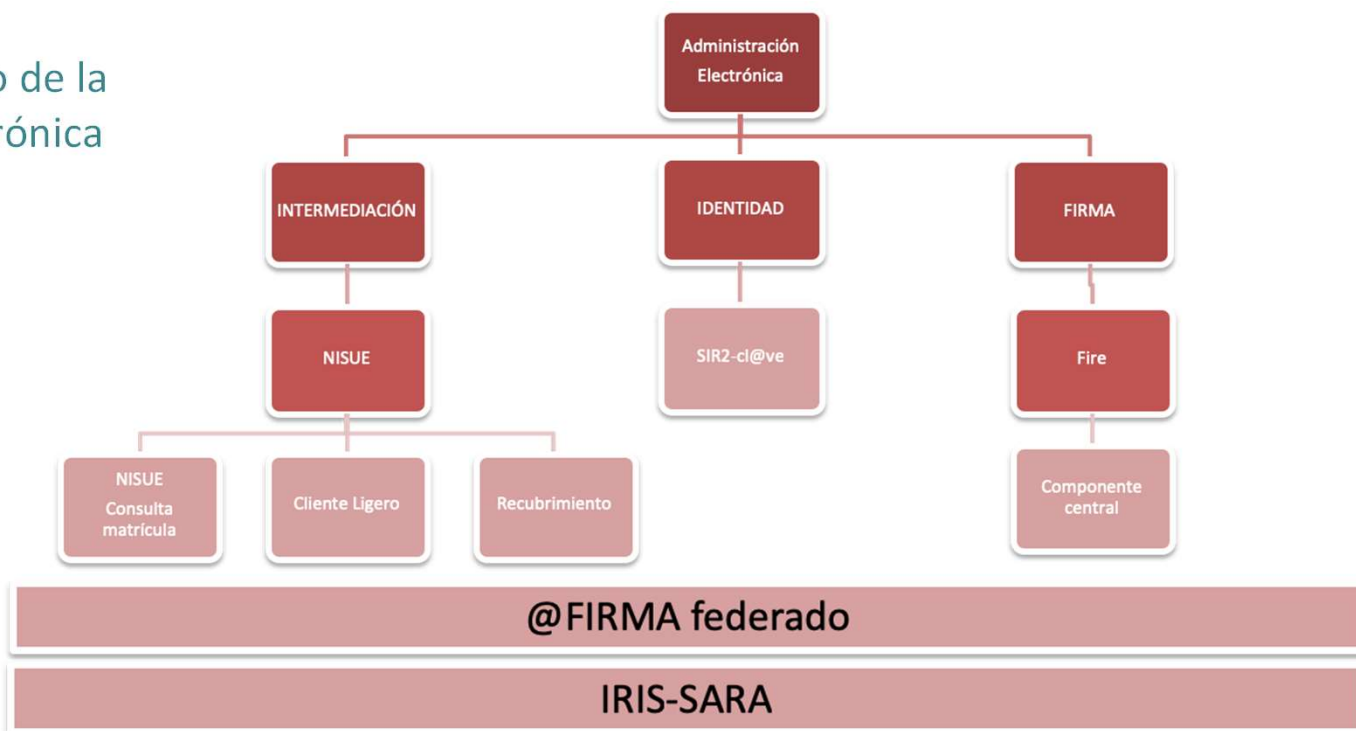 o de la
rónica
Administración
Electrónica
INTERMEDIACIÓN
IDENTIDAD
FIRMA
NISUE
SIR2-cl@ve
Fire
NISUE
Consulta
matrícula
Cliente Ligero
Recubrimiento
Componente
central
@FIRMA federado
IRIS-SARA